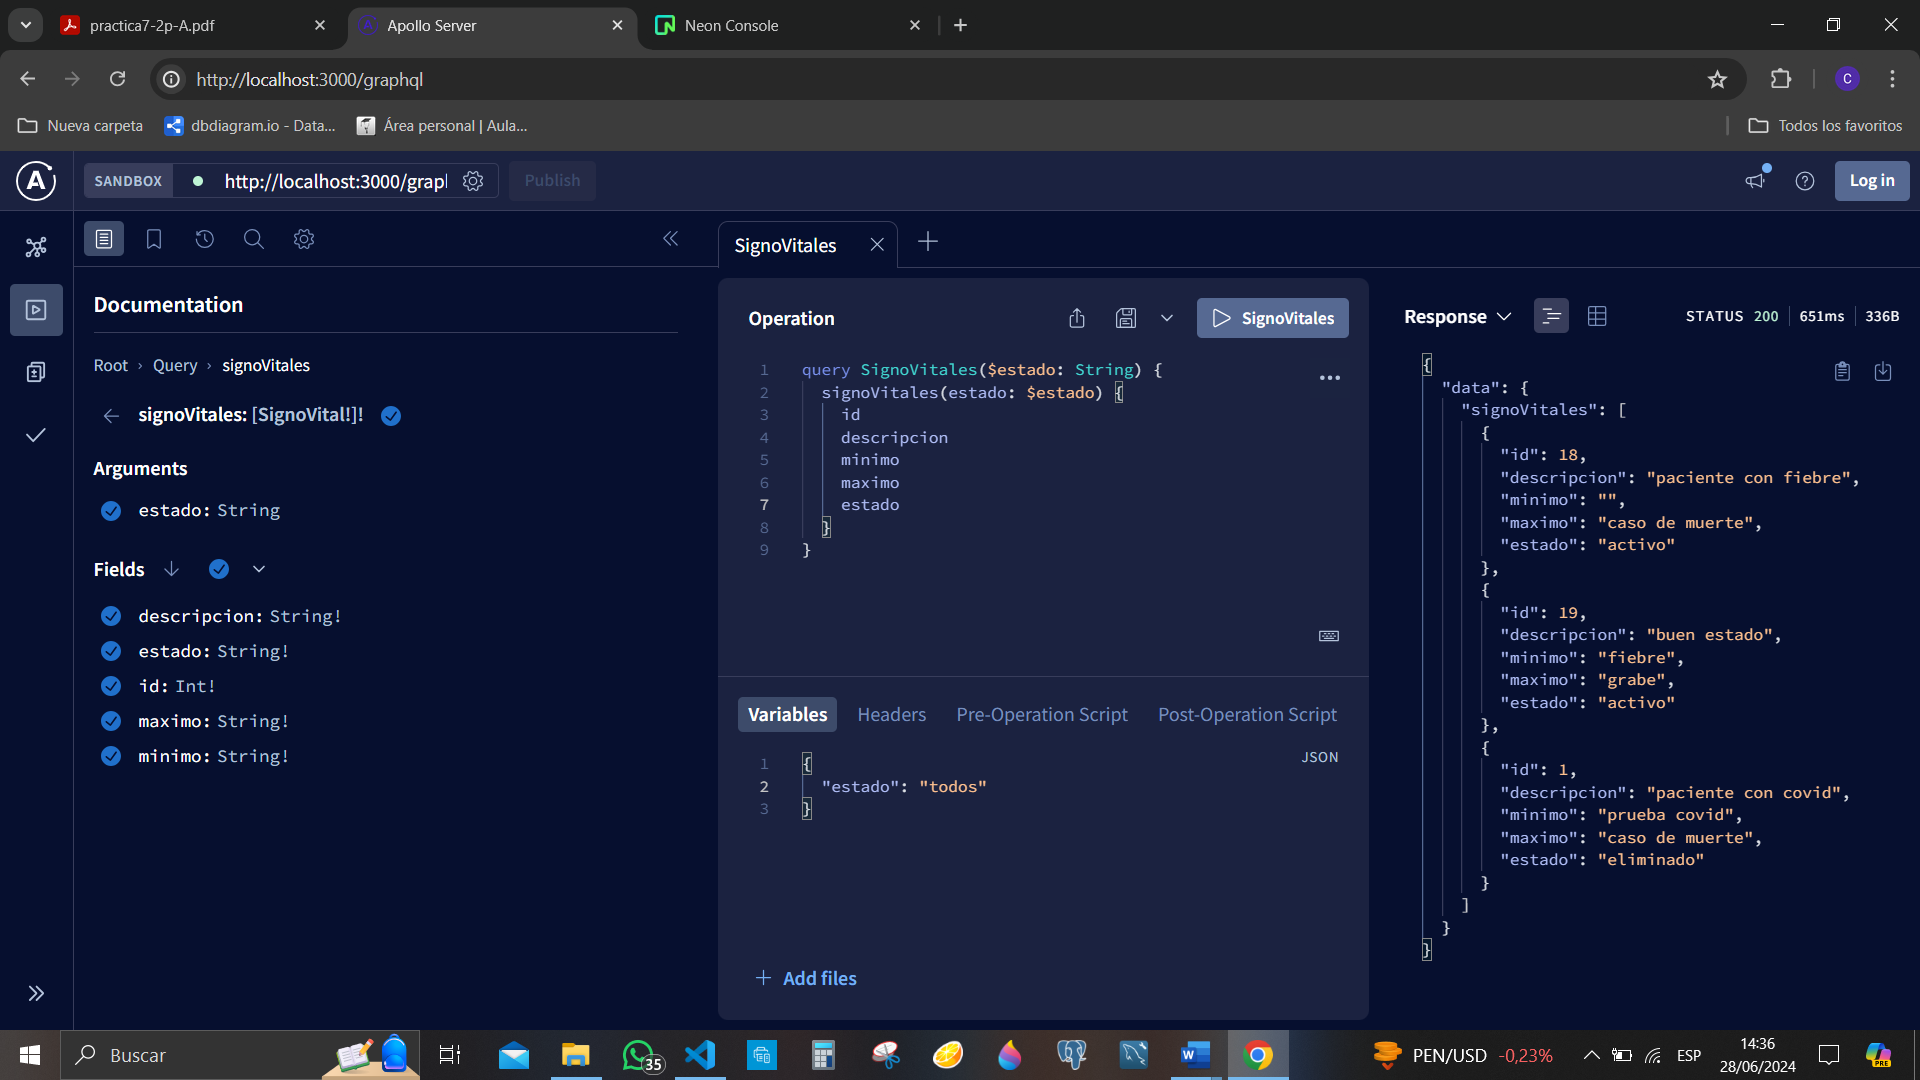 practica7-2p-A.pdf
Apollo Server
Neon Console
http://localhost:3000/graphql
C
Nueva carpeta
dbdiagram.io - Data...
Área personal | Aula...
Todos los favoritos
SANDBOX
http://localhost:3000/grapl
Publish
Log in
SignoVitales
Documentation
Root › Query › signoVitales
signoVitales: [SignoVital!]!
Arguments
estado: String
Fields
descripcion: String!
estado: String!
id: Int!
maximo: String!
minimo: String!
Operation
SignoVitales
1 query SignoVitales($estado: String) {
2 signoVitales(estado: $estado) {
3 id
4 descripcion
5 minimo
6 maximo
7 estado
8 }
9 }
Variables
Headers
Pre-Operation Script
Post-Operation Script
JSON
1 {
2 "estado": "todos"
3 }
Add files
Response
STATUS 200
651ms
336B
{
"data": {
"signoVitales": [
{
"id": 18,
"descripcion": "paciente con fiebre",
"minimo": "",
"maximo": "caso de muerte",
"estado": "activo"
},
{
"id": 19,
"descripcion": "buen estado",
"minimo": "fiebre",
"maximo": "grabe",
"estado": "activo"
},
{
"id": 1,
"descripcion": "paciente con covid",
"minimo": "prueba covid",
"maximo": "caso de muerte",
"estado": "eliminado"
}
]
}
}
Buscar
35
PEN/USD -0,23%
ESP
14:36
28/06/2024
PRE